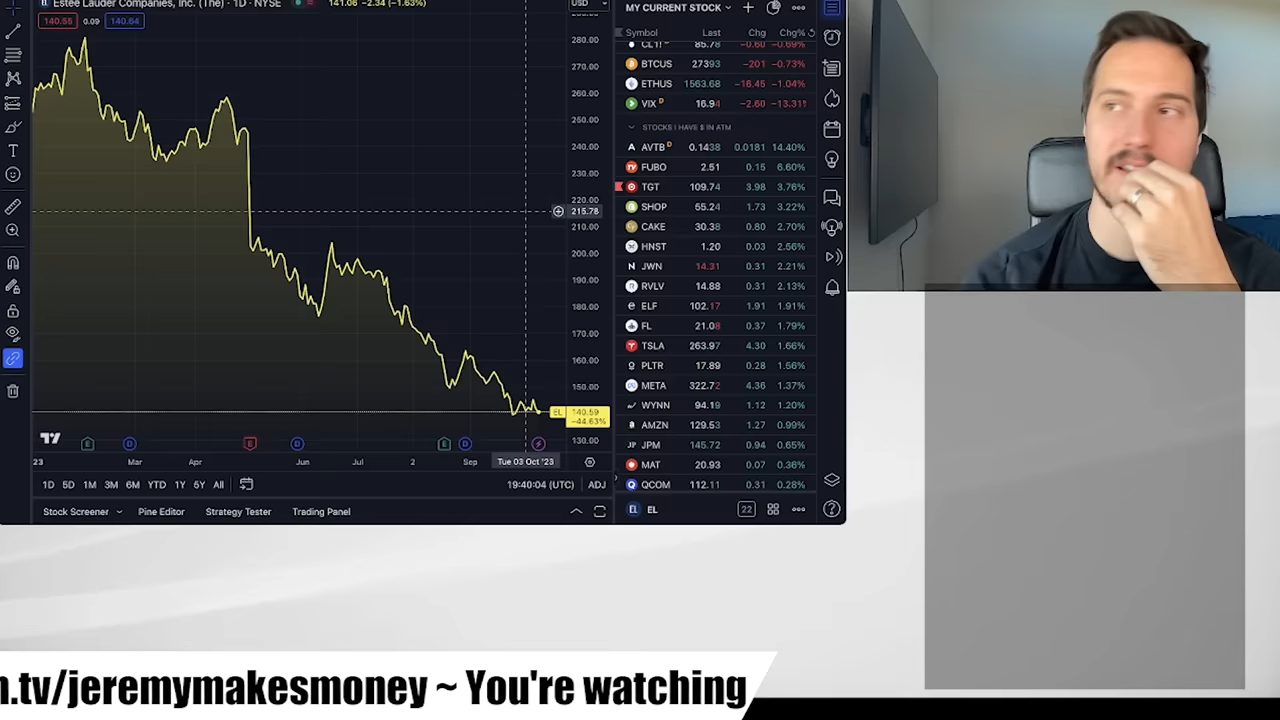 Estee Lauder Companies, Inc. (The) · 1D · NYSE 141.06 −2.34 (−1.63%) USD
140.55 0.09 140.64
280.00
270.00
260.00
250.00
240.00
230.00
220.00
215.78
210.00
200.00
190.00
180.00
170.00
160.00
150.00
EL 140.59
−44.63%
130.00
E D E D E D
23 Mar Apr Jun Jul 2 Sep Tue 03 Oct '23
1D 5D 1M 3M 6M YTD 1Y 5Y All 19:40:04 (UTC) ADJ
Stock Screener Pine Editor Strategy Tester Trading Panel
MY CURRENT STOCK
Symbol Last Chg Chg%
CL1! 85.78 −0.60 −0.69%
BTCUS 27393 −201 −0.73%
ETHUS 1563.68 −16.45 −1.04%
VIX D 16.94 −2.60 −13.31%
STOCKS I HAVE $ IN ATM
AVTB D 0.1438 0.0181 14.40%
FUBO 2.51 0.15 6.60%
TGT 109.74 3.98 3.76%
SHOP 55.24 1.73 3.22%
CAKE 30.38 0.80 2.70%
HNST 1.20 0.03 2.56%
JWN 14.31 0.31 2.21%
RVLV 14.88 0.31 2.13%
ELF 102.17 1.91 1.91%
FL 21.08 0.37 1.79%
TSLA 263.97 4.30 1.66%
PLTR 17.89 0.28 1.56%
META 322.72 4.36 1.37%
WYNN 94.19 1.12 1.20%
AMZN 129.53 1.27 0.99%
JPM 145.72 0.94 0.65%
MAT 20.93 0.07 0.36%
QCOM 112.11 0.31 0.28%
EL 22
n.tv/jeremymakesmoney ~ You're watching